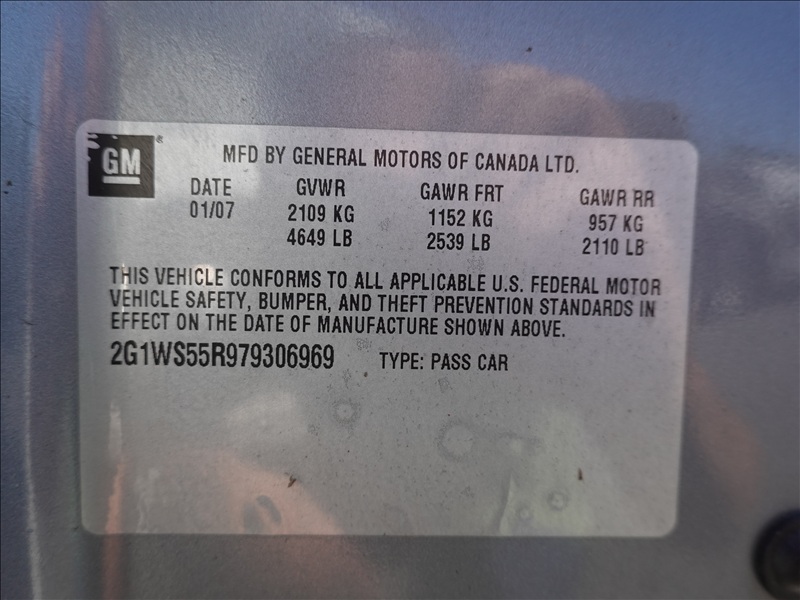 GM ®
MFD BY GENERAL MOTORS OF CANADA LTD.
DATE GVWR GAWR FRT GAWR RR
01/07 2109 KG 1152 KG 957 KG
4649 LB 2539 LB 2110 LB
THIS VEHICLE CONFORMS TO ALL APPLICABLE U.S. FEDERAL MOTOR
VEHICLE SAFETY, BUMPER, AND THEFT PREVENTION STANDARDS IN
EFFECT ON THE DATE OF MANUFACTURE SHOWN ABOVE.
2G1WS55R979306969 TYPE: PASS CAR